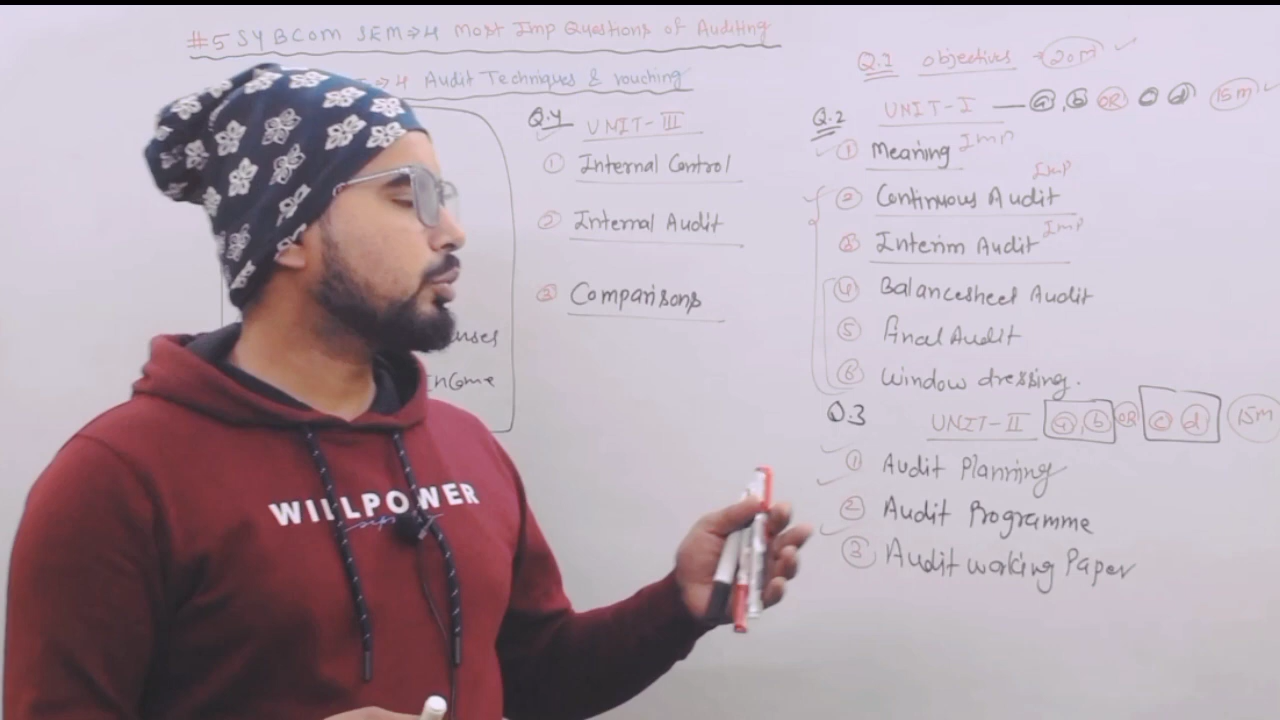 #5 SYBCOM SEM→4 Most Imp Questions of Auditing
→4 Audit Techniques & vouching
Income
Q.4 UNIT-III
① Internal Control
② Internal Audit
③ Comparisons
Q.1 objectives → 20M
Q.2 UNIT-I — a, b OR c d 15M
① Meaning Imp
② Continuous Audit Imp
③ Interim Audit Imp
④ Balancesheet Audit
⑤ final Audit
⑥ window dressing.
Q.3 UNIT-II a, b OR c d 15M
① Audit Planning
② Audit Programme
③ Audit working Paper
WILLPOWER